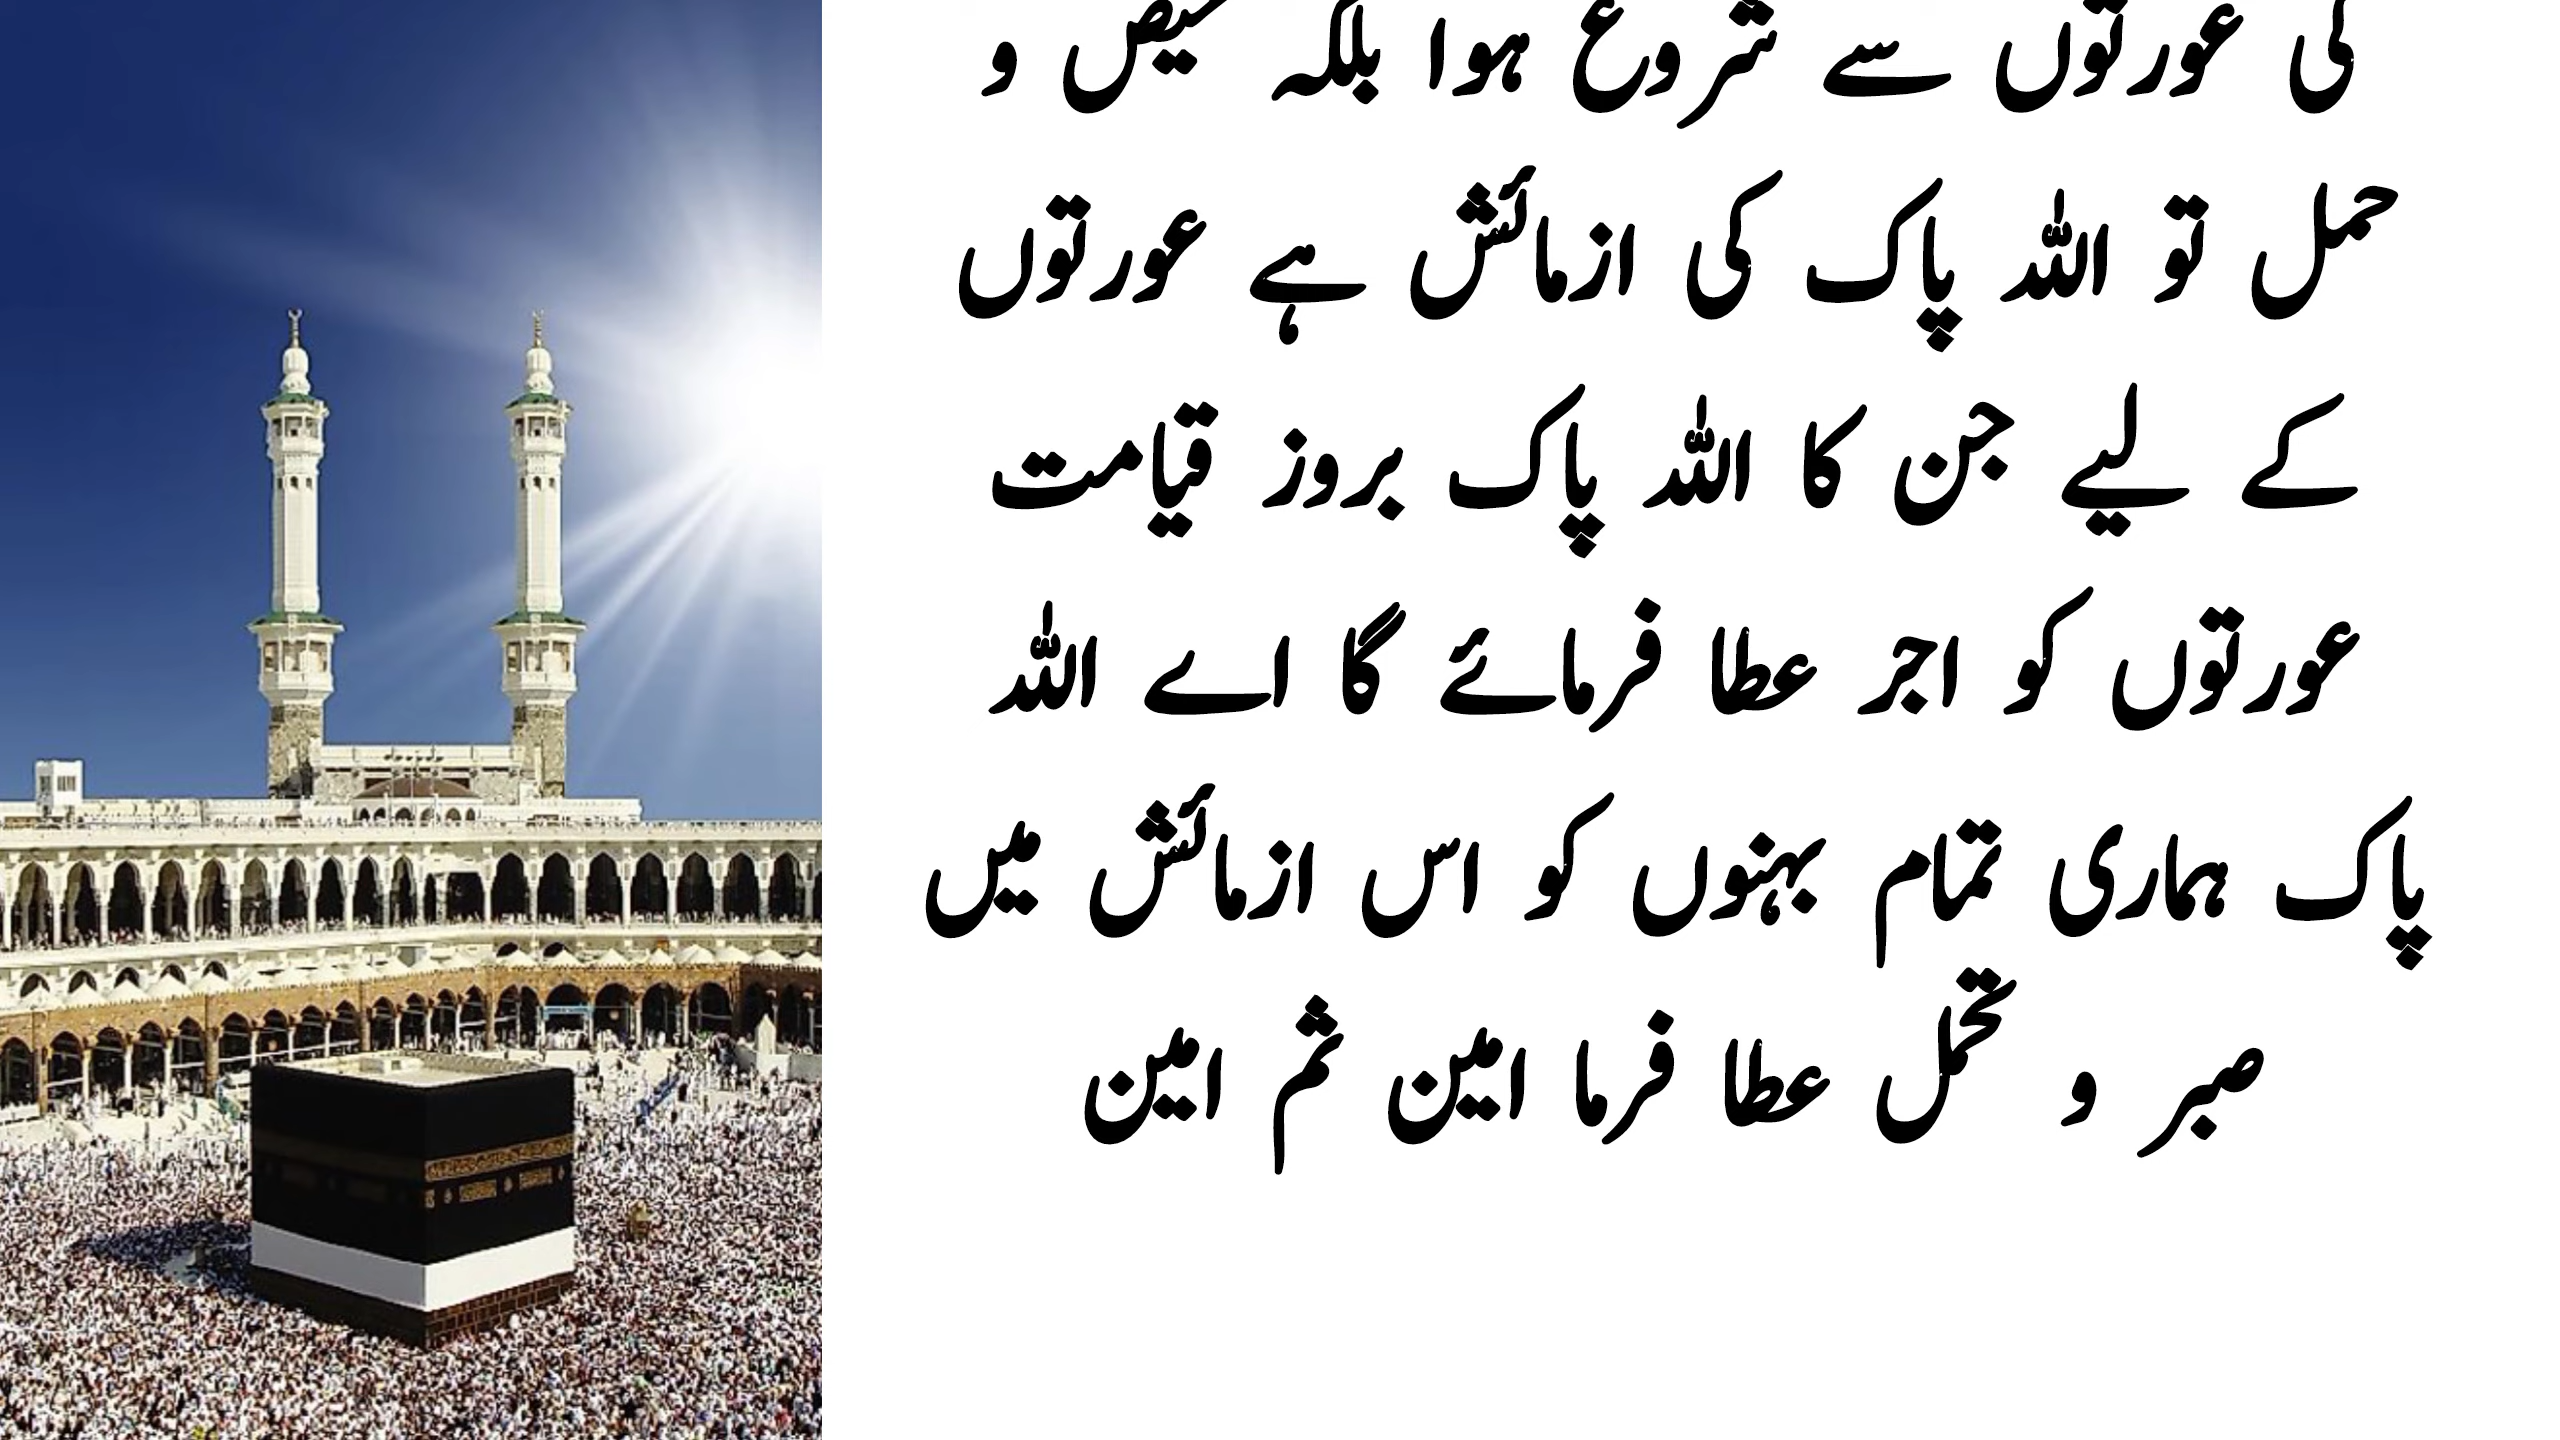 کی عورتوں سے شروع ہوا بلکہ حیض و
حمل تو اللہ پاک کی ازمائش ہے عورتوں
کے لیے جن کا اللہ پاک بروز قیامت
عورتوں کو اجر عطا فرمائے گا اے اللہ
پاک ہماری تمام بہنوں کو اس ازمائش میں
صبر و تحمل عطا فرما امین ثم امین